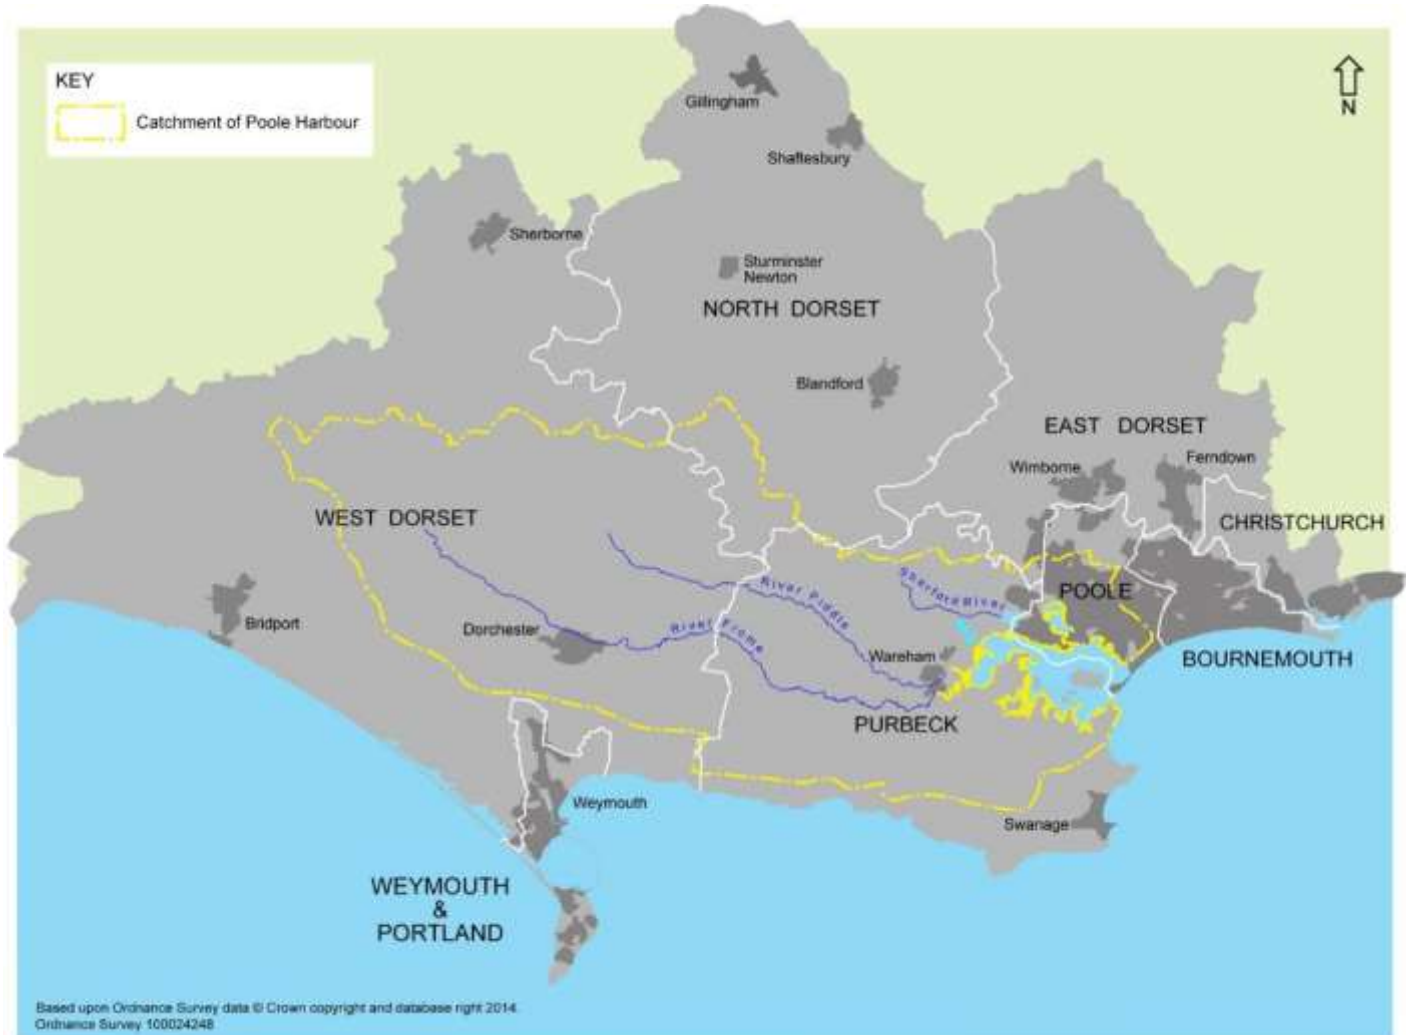 KEY
Catchment of Poole Harbour
N
Gillingham
Shaftesbury
Sherborne
Sturminster
Newton
NORTH DORSET
Blandford
EAST DORSET
Wimborne
Ferndown
CHRISTCHURCH
WEST DORSET
River Piddle
Sherford River
POOLE
Bridport
Dorchester
River Frome
Wareham
BOURNEMOUTH
PURBECK
Weymouth
Swanage
WEYMOUTH
&
PORTLAND
Based upon Ordnance Survey data © Crown copyright and database right 2014.
Ordnance Survey 100024248